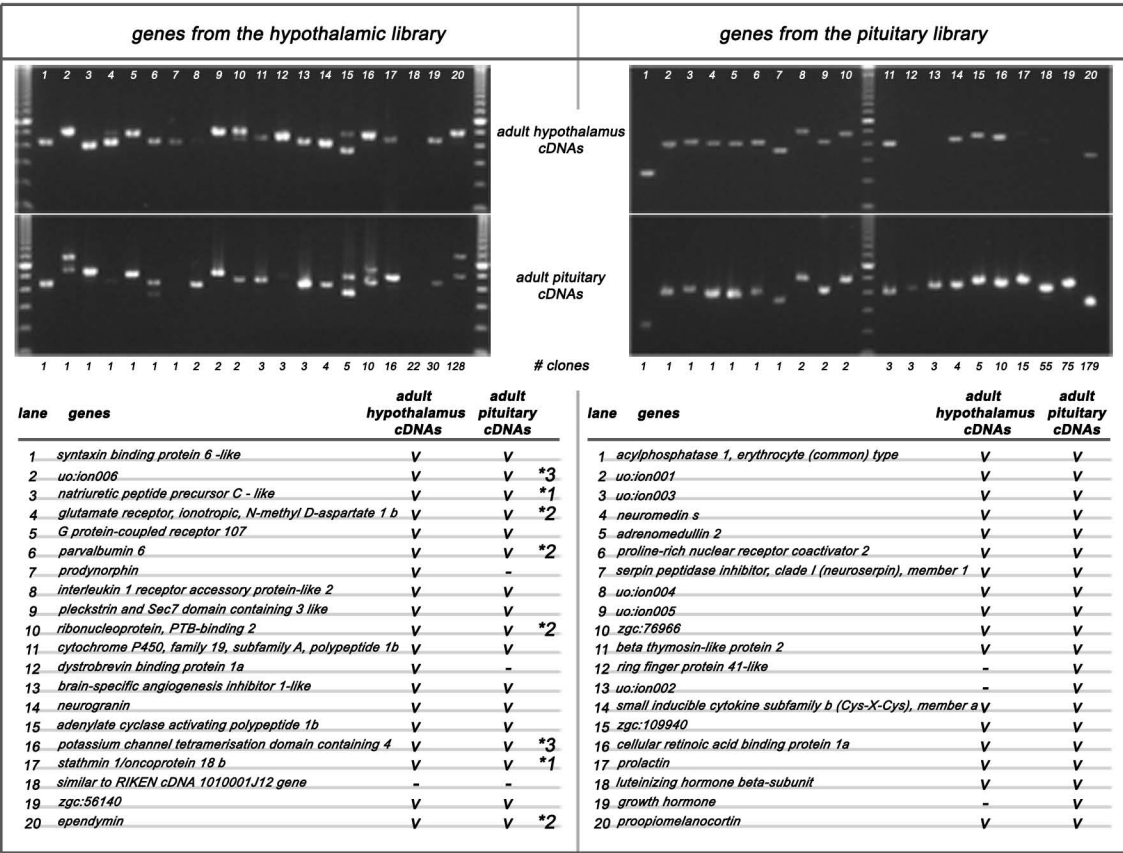 genes from the hypothalamic library
genes from the pituitary library
1 2 3 4 5 6 7 8 9 10 11 12 13 14 15 16 17 18 19 20
1 2 3 4 5 6 7 8 9 10 11 12 13 14 15 16 17 18 19 20
adult hypothalamus
cDNAs
adult pituitary
cDNAs
1 1 1 1 1 1 1 2 2 2 3 3 3 4 5 10 16 22 30 128
# clones
1 1 1 1 1 1 1 2 2 2 3 3 3 4 5 10 15 55 75 179
lane genes adult hypothalamus cDNAs adult pituitary cDNAs
1 syntaxin binding protein 6 -like V V
2 uo:ion006 V V *3
3 natriuretic peptide precursor C - like V V *1
4 glutamate receptor, ionotropic, N-methyl D-aspartate 1 b V V *2
5 G protein-coupled receptor 107 V V
6 parvalbumin 6 V V *2
7 prodynorphin V -
8 interleukin 1 receptor accessory protein-like 2 V V
9 pleckstrin and Sec7 domain containing 3 like V V
10 ribonucleoprotein, PTB-binding 2 V V *2
11 cytochrome P450, family 19, subfamily A, polypeptide 1b V V
12 dystrobrevin binding protein 1a V -
13 brain-specific angiogenesis inhibitor 1-like V V
14 neurogranin V V
15 adenylate cyclase activating polypeptide 1b V V
16 potassium channel tetramerisation domain containing 4 V V *3
17 stathmin 1/oncoprotein 18 b V V *1
18 similar to RIKEN cDNA 1010001J12 gene - -
19 zgc:56140 V V
20 ependymin V V *2
lane genes adult hypothalamus cDNAs adult pituitary cDNAs
1 acylphosphatase 1, erythrocyte (common) type V V
2 uo:ion001 V V
3 uo:ion003 V V
4 neuromedin s V V
5 adrenomedullin 2 V V
6 proline-rich nuclear receptor coactivator 2 V V
7 serpin peptidase inhibitor, clade I (neuroserpin), member 1 V V
8 uo:ion004 V V
9 uo:ion005 V V
10 zgc:76966 V V
11 beta thymosin-like protein 2 V V
12 ring finger protein 41-like - V
13 uo:ion002 - V
14 small inducible cytokine subfamily b (Cys-X-Cys), member a V V
15 zgc:109940 V V
16 cellular retinoic acid binding protein 1a V V
17 prolactin V V
18 luteinizing hormone beta-subunit V V
19 growth hormone - V
20 proopiomelanocortin V V